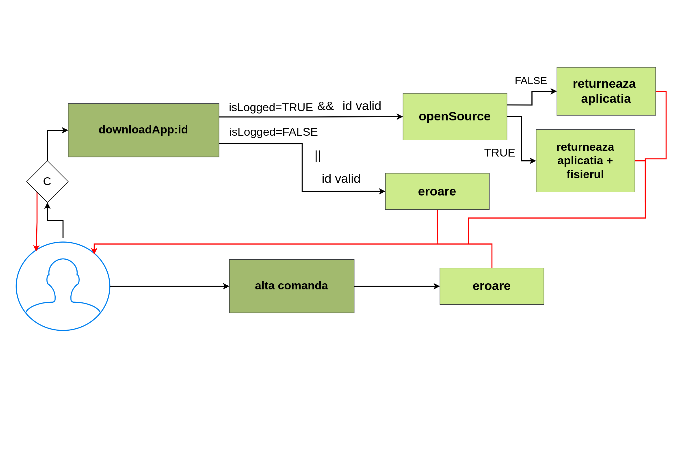 FALSE
returneaza
aplicatia
isLogged=TRUE && id valid
downloadApp:id
openSource
isLogged=FALSE
||
TRUE
returneaza
aplicatia +
fisierul
C
id valid
eroare
alta comanda
eroare